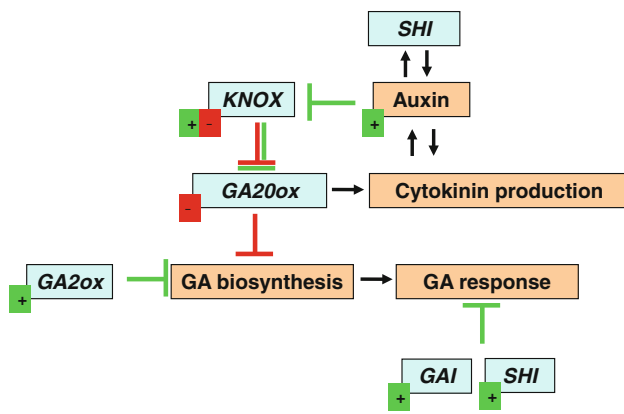 SHI
KNOX
Auxin
+ -
+
GA20ox
Cytokinin production
-
GA2ox
GA biosynthesis
GA response
+
GAI
SHI
+
+